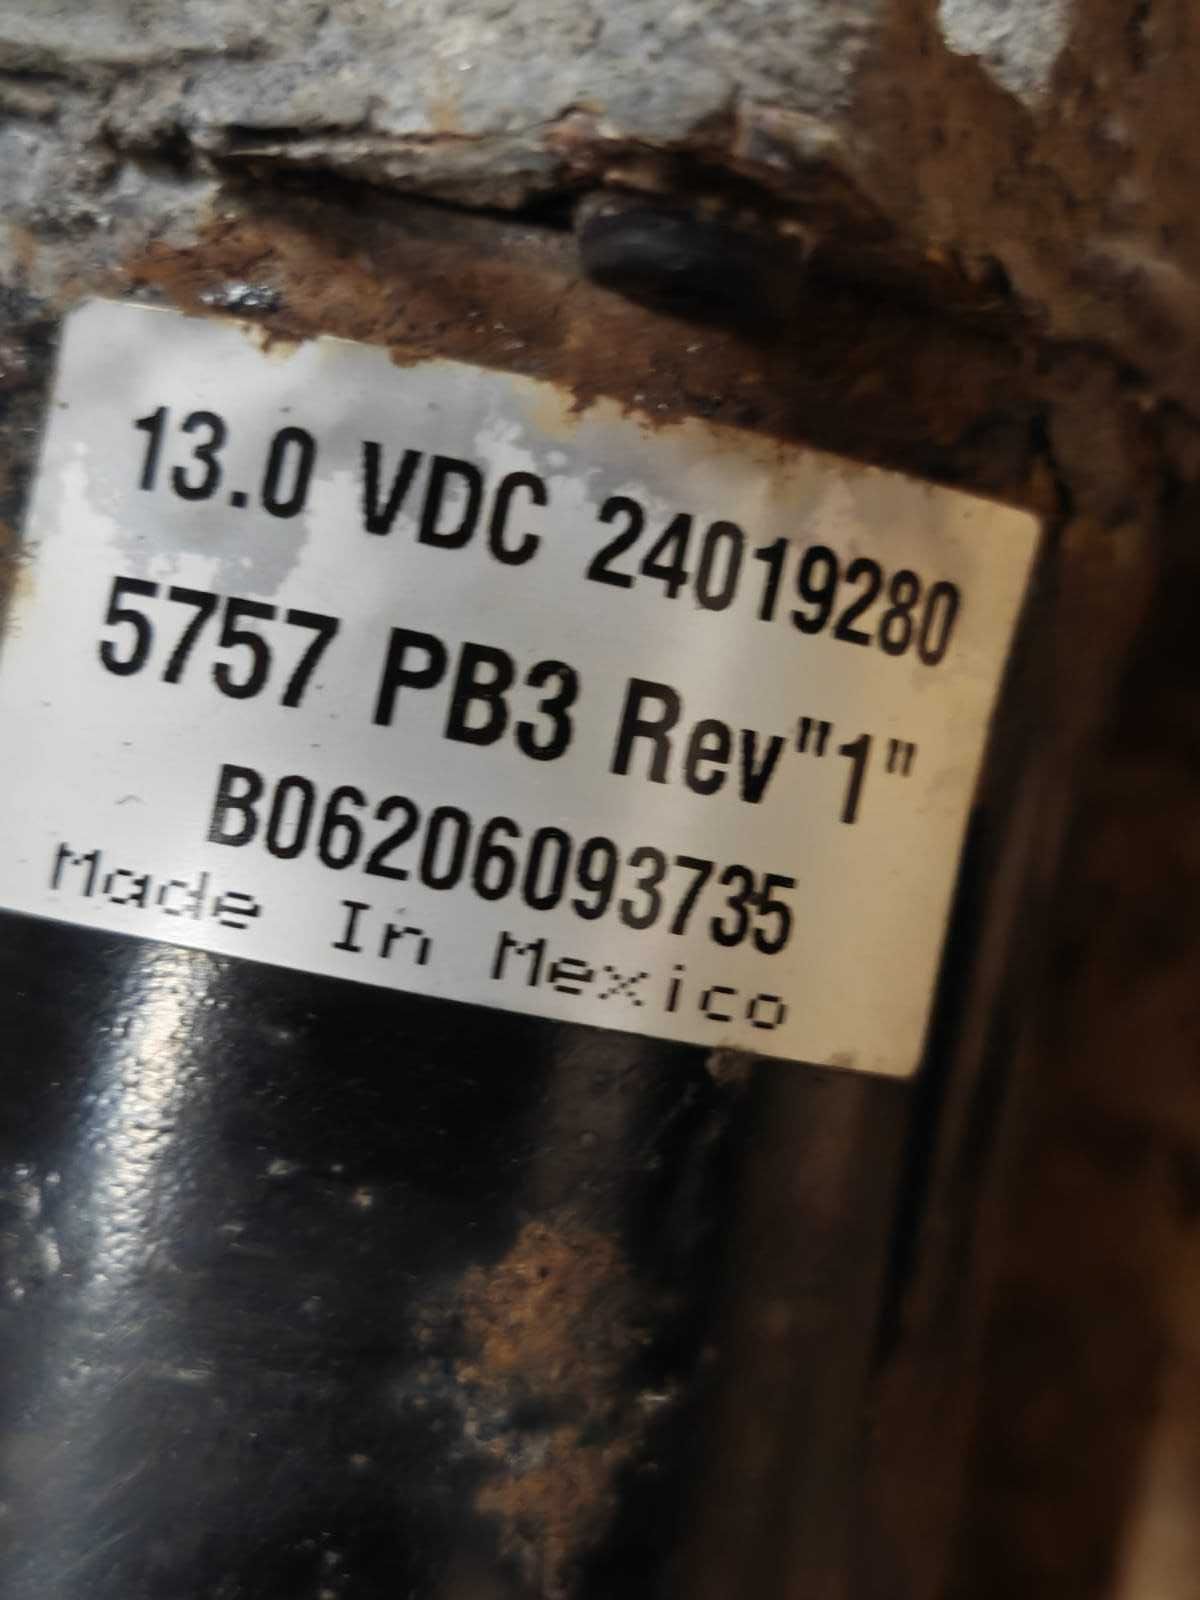 13.0 VDC 24019280
5757 PB3 Rev"1"
B06206093735
Made In Mexico